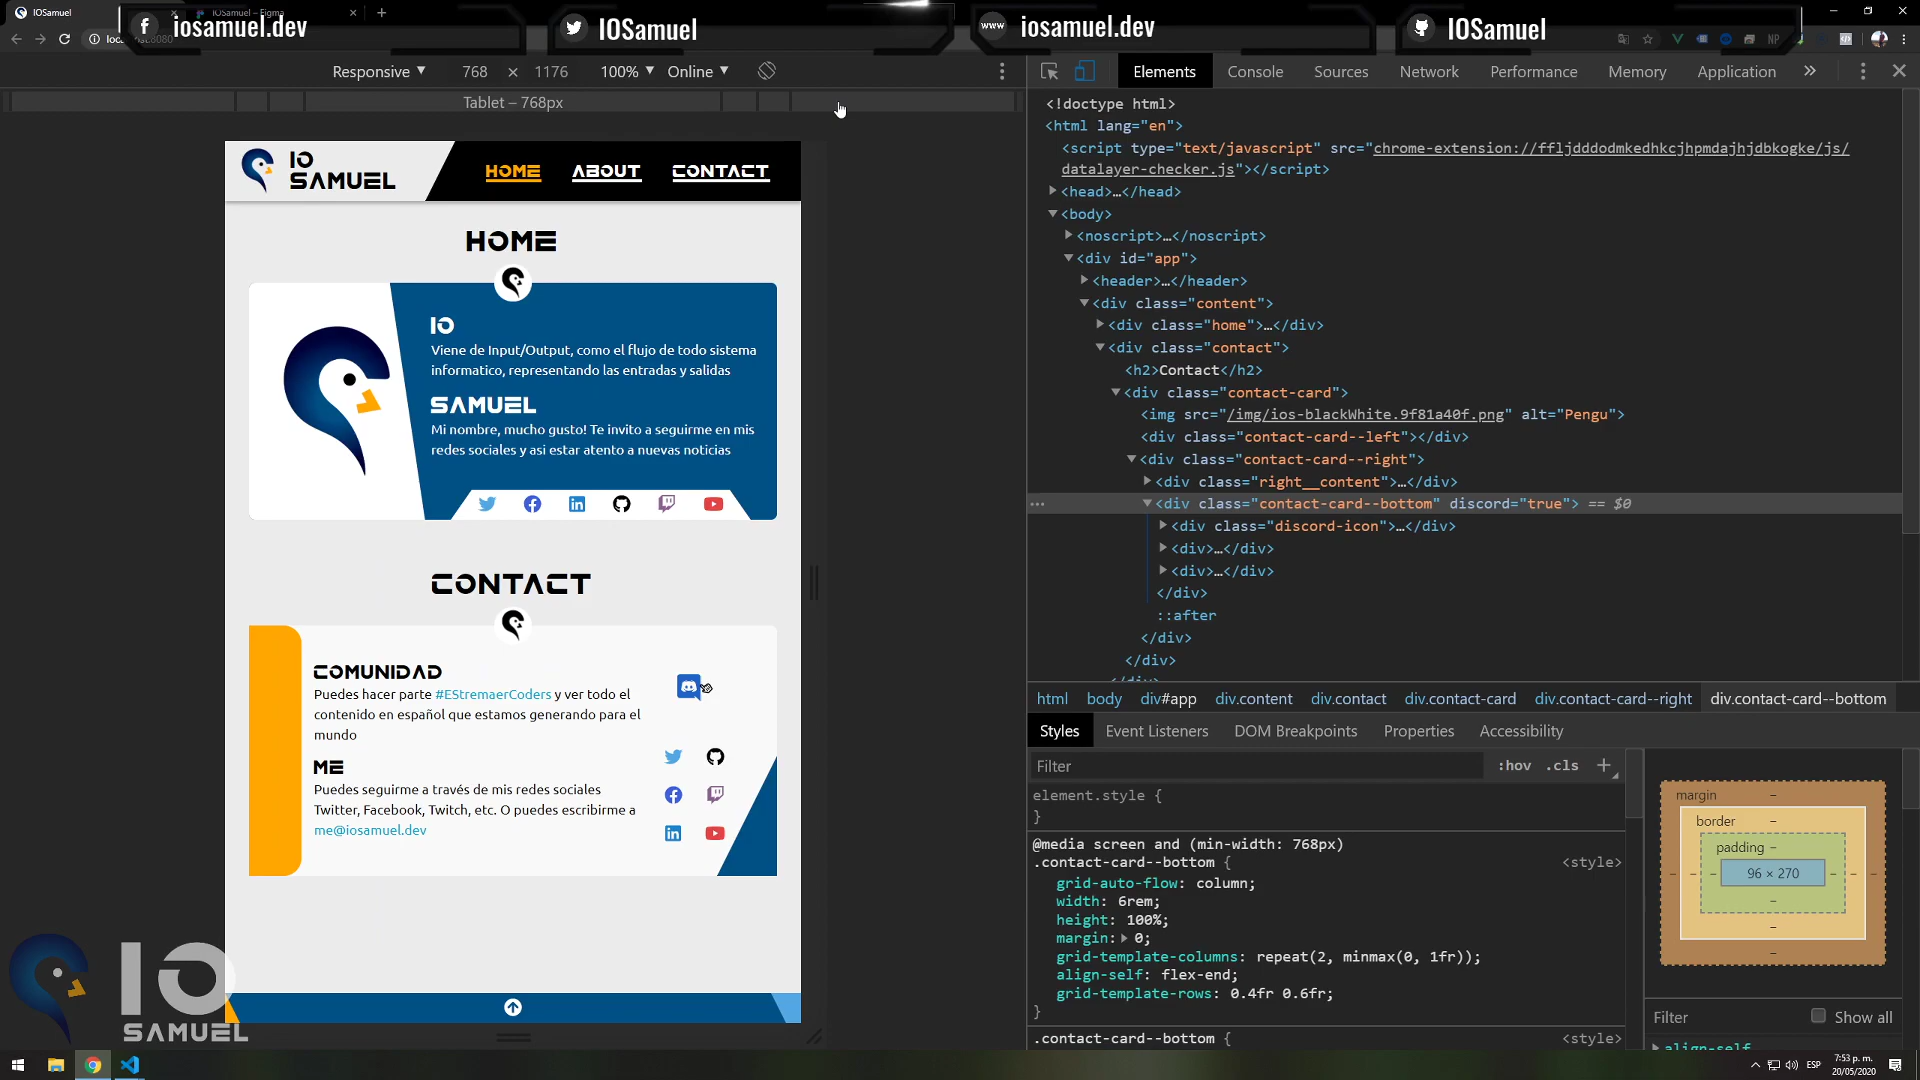 IOSamuel
IOSamuel – Figma
iosamuel.dev
IOSamuel
www iosamuel.dev
IOSamuel
NP
Responsive 768 × 1176 100% Online
Tablet – 768px
Elements Console Sources Network Performance Memory Application »
IO
SAMUEL
HOME ABOUT CONTACT
HOME
IO
Viene de Input/Output, como el flujo de todo sistema
informatico, representando las entradas y salidas
SAMUEL
Mi nombre, mucho gusto! Te invito a seguirme en mis
redes sociales y asi estar atento a nuevas noticias
CONTACT
COMUNIDAD
Puedes hacer parte #EStremaerCoders y ver todo el
contenido en español que estamos generando para el
mundo
ME
Puedes seguirme a través de mis redes sociales
Twitter, Facebook, Twitch, etc. O puedes escribirme a
me@iosamuel.dev
IO
SAMUEL
<!doctype html>
<html lang="en">
<script type="text/javascript" src="chrome-extension://ffljdddodmkedhkcjhpmdajhjdbkogke/js/
datalayer-checker.js"></script>
<head>…</head>
<body>
<noscript>…</noscript>
<div id="app">
<header>…</header>
<div class="content">
<div class="home">…</div>
<div class="contact">
<h2>Contact</h2>
<div class="contact-card">
<img src="/img/ios-blackWhite.9f81a40f.png" alt="Pengu">
<div class="contact-card--left"></div>
<div class="contact-card--right">
<div class="right__content">…</div>
<div class="contact-card--bottom" discord="true"> == $0
<div class="discord-icon">…</div>
<div>…</div>
<div>…</div>
</div>
::after
</div>
</div>
html body div#app div.content div.contact div.contact-card div.contact-card--right div.contact-card--bottom
Styles Event Listeners DOM Breakpoints Properties Accessibility
Filter :hov .cls +
element.style {
}
@media screen and (min-width: 768px)
.contact-card--bottom { <style>
grid-auto-flow: column;
width: 6rem;
height: 100%;
margin: 0;
grid-template-columns: repeat(2, minmax(0, 1fr));
align-self: flex-end;
grid-template-rows: 0.4fr 0.6fr;
}
.contact-card--bottom { <style>
margin –
border –
padding –
96 × 270
Filter Show all
align-self
ESP
7:53 p. m.
20/05/2020